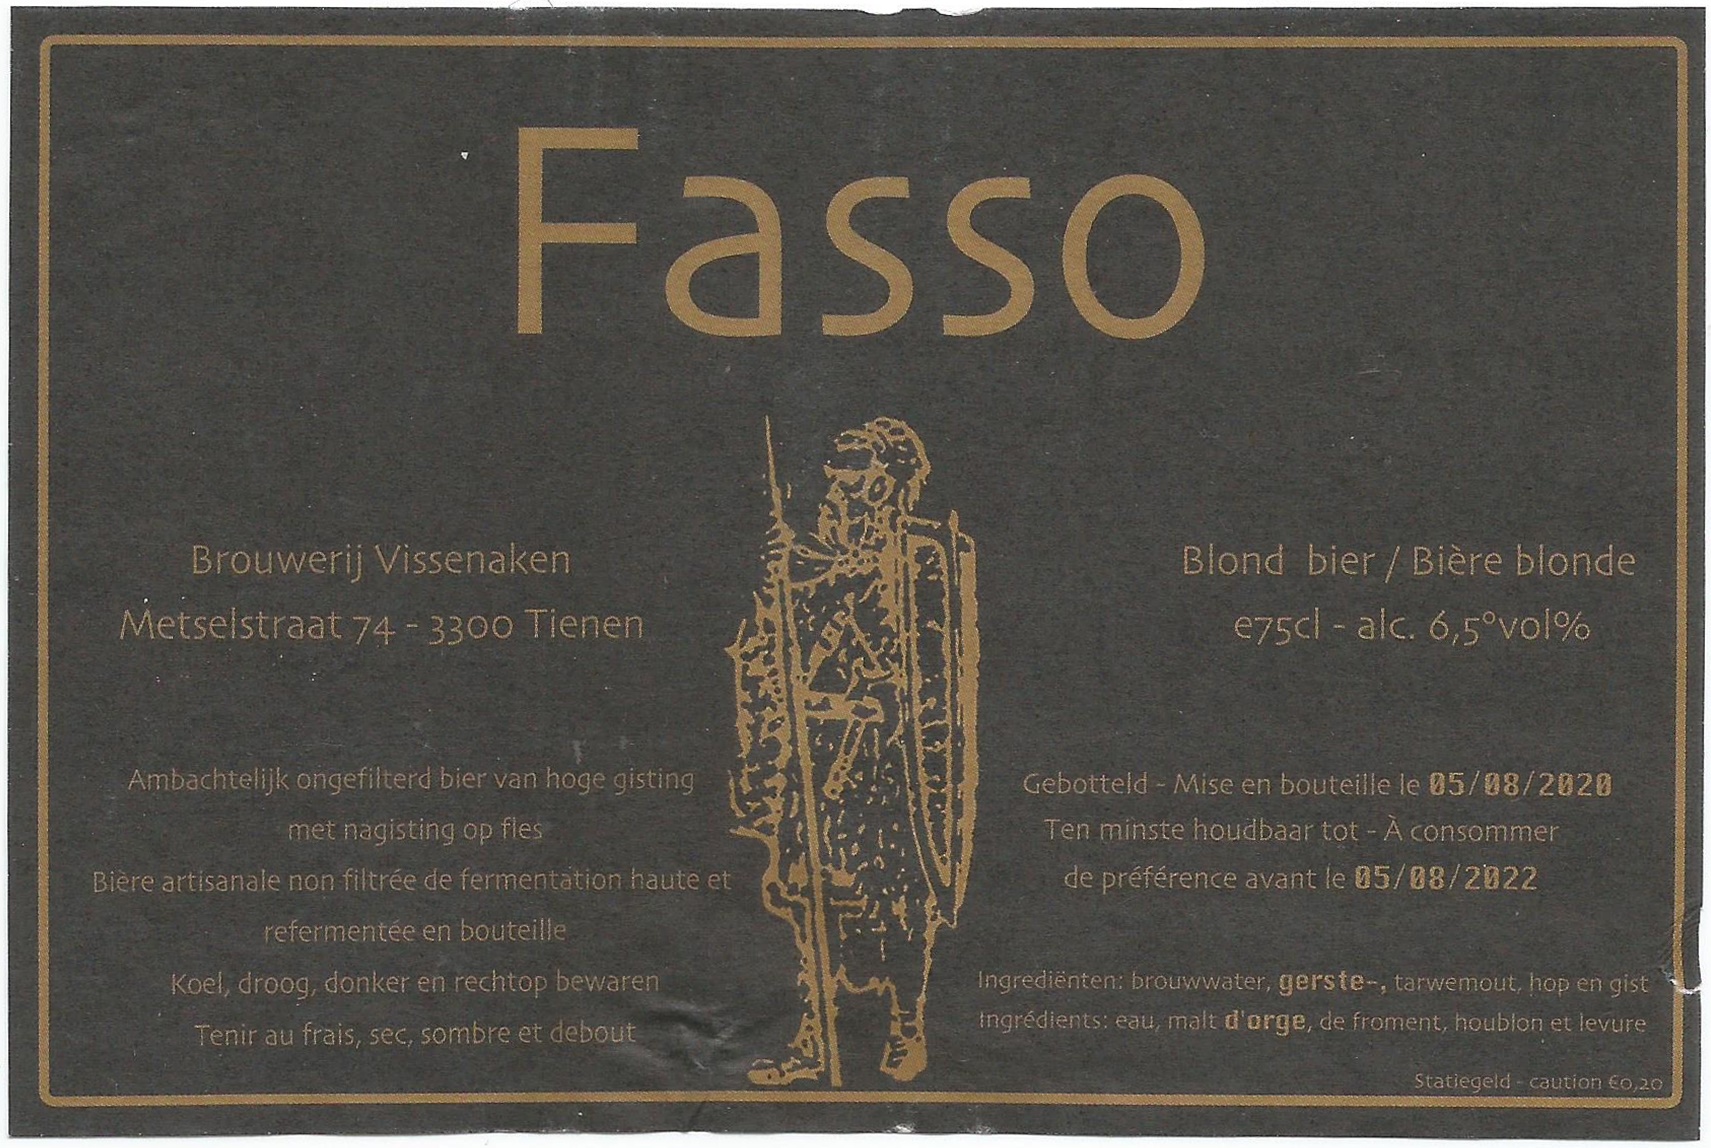 Fasso
Brouwerij Vissenaken
Metselstraat 74 - 3300 Tienen
Blond bier / Bière blonde
e75cl - alc. 6,5°vol%
Ambachtelijk ongefilterd bier van hoge gisting
met nagisting op fles
Bière artisanale non filtrée de fermentation haute et
refermentée en bouteille
Koel, droog, donker en rechtop bewaren
Tenir au frais, sec, sombre et debout
Gebotteld - Mise en bouteille le 05/08/2020
Ten minste houdbaar tot - À consommer
de préférence avant le 05/08/2022
Ingrediënten: brouwwater, gerste-, tarwemout, hop en gist
Ingrédients: eau, malt d'orge, de froment, houblon et levure
Statiegeld - caution €0,20